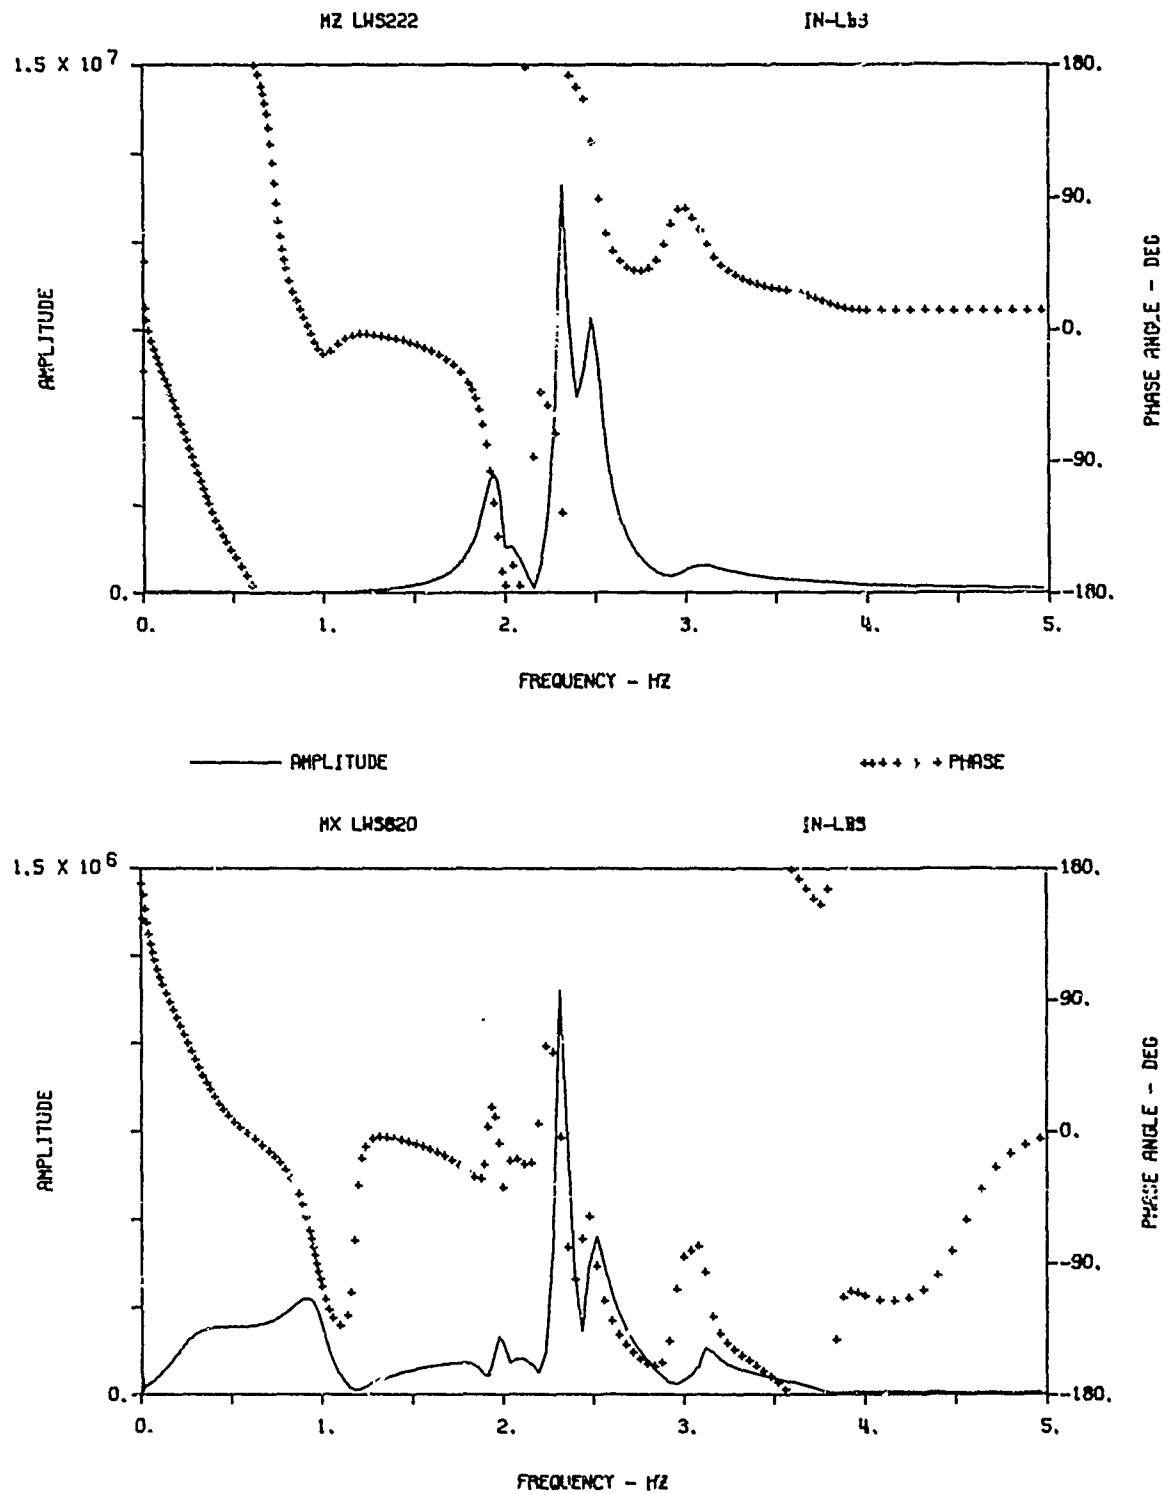 MZ LWS222 IN-LBS
1.5 X 10 7
180.
90.
0.
-90.
-180.
AMPLITUDE
PHASE ANGLE - DEG
0.
0. 1. 2. 3. 4. 5.
FREQUENCY - HZ
AMPLITUDE PHASE
MX LWS820 IN-LBS
1.5 X 10 6
180.
90.
0.
-90.
-180.
AMPLITUDE
PHASE ANGLE - DEG
0.
0. 1. 2. 3. 4. 5.
FREQUENCY - HZ